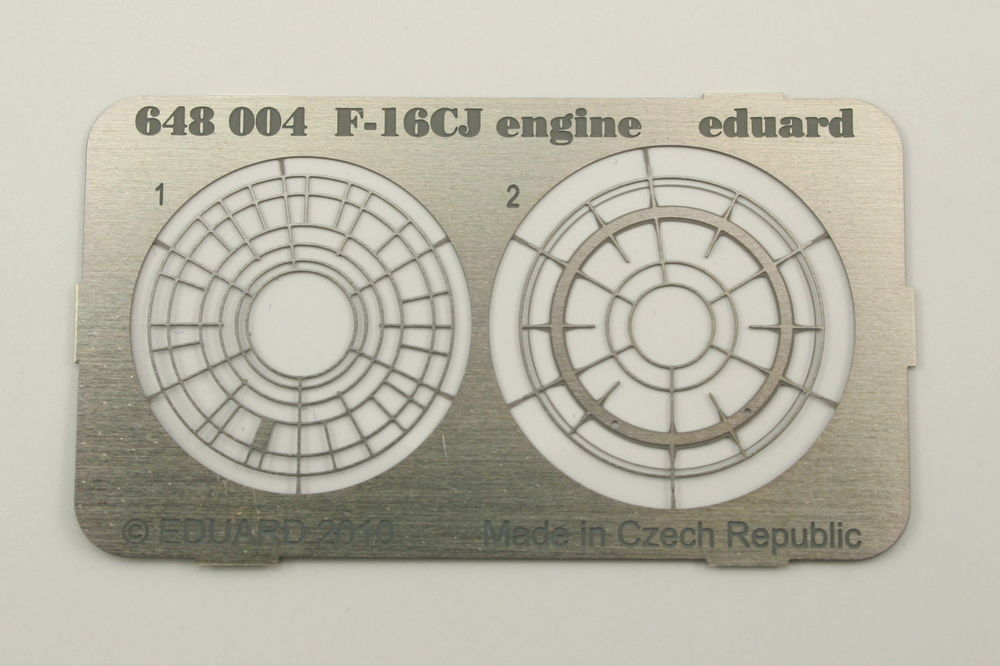 648 004 F-16CJ engine eduard
1 2
© EDUARD 2010 Made in Czech Republic